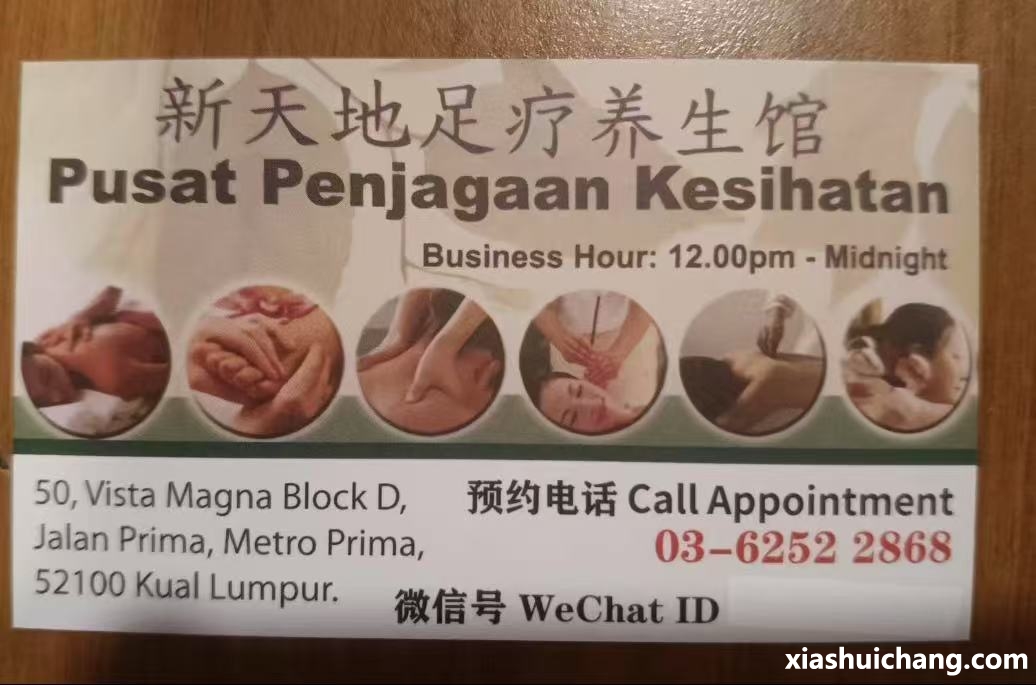 新天地足疗养生馆
Pusat Penjagaan Kesihatan
Business Hour: 12.00pm - Midnight
50, Vista Magna Block D,
Jalan Prima, Metro Prima,
52100 Kual Lumpur.
预约电话 Call Appointment
03-6252 2868
微信号 WeChat ID
xiashuichang.com